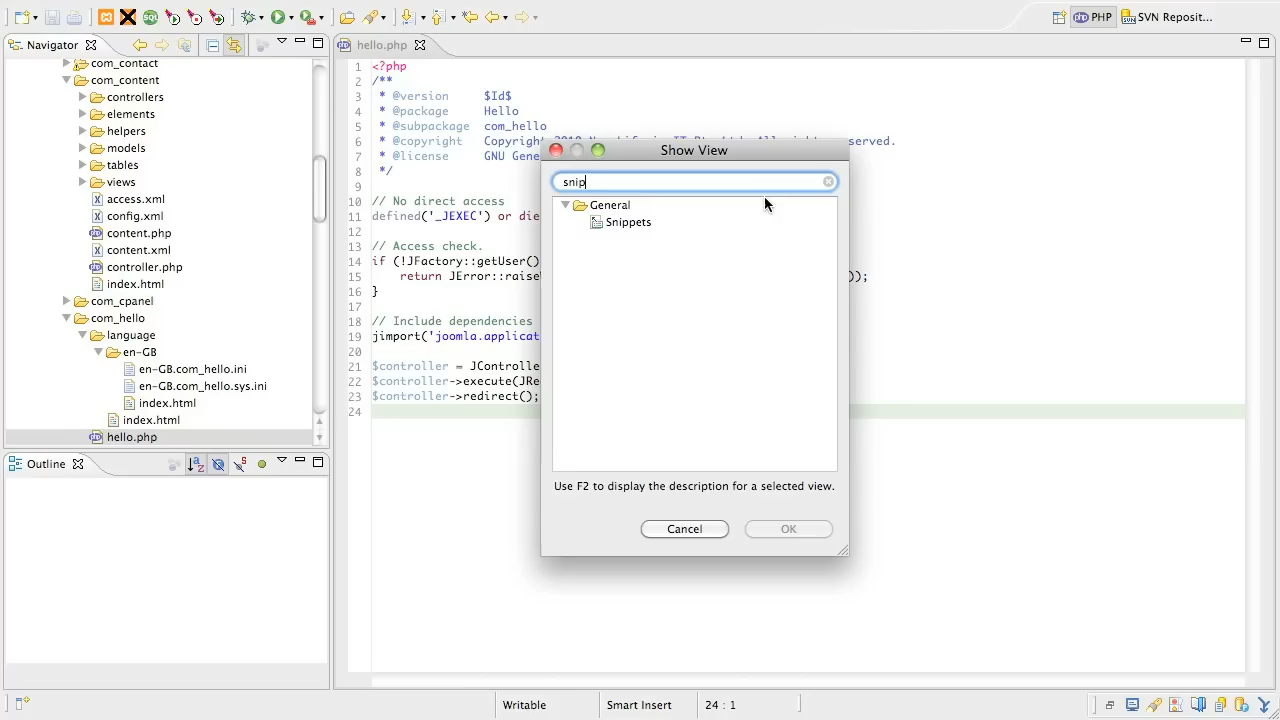 PHP
SVN Reposit...
Navigator
hello.php
com_contact
com_content
controllers
elements
helpers
models
tables
views
access.xml
config.xml
content.php
content.xml
controller.php
index.html
com_cpanel
com_hello
language
en-GB
en-GB.com_hello.ini
en-GB.com_hello.sys.ini
index.html
index.html
hello.php
Outline
1 <?php
2 /**
3 * @version $Id$
4 * @package Hello
5 * @subpackage com_hello
6 * @copyright Copyright served.
7 * @license GNU Gene
8 */
9
10 // No direct access
11 defined('_JEXEC') or die
12
13 // Access check.
14 if (!JFactory::getUser()
15 return JError::raise ));
16 }
17
18 // Include dependencies
19 jimport('joomla.applicat
20
21 $controller = JControlle
22 $controller->execute(JRe
23 $controller->redirect();
24
Show View
snip
General
Snippets
Use F2 to display the description for a selected view.
Cancel
OK
Writable
Smart Insert
24 : 1